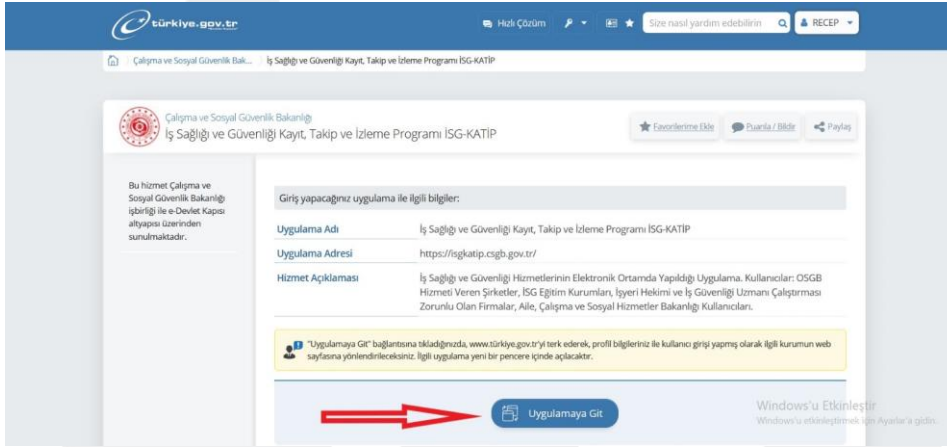 türkiye.gov.tr
Hızlı Çözüm
Size nasıl yardım edebilirin
RECEP
Çalışma ve Sosyal Güvenlik Bak... İş Sağlığı ve Güvenliği Kayıt, Takip ve İzleme Programı İSG-KATİP
Çalışma ve Sosyal Güvenlik Bakanlığı
İş Sağlığı ve Güvenliği Kayıt, Takip ve İzleme Programı İSG-KATİP
Favorilerime Ekle
Puanla / Bildir
Paylaş
Bu hizmet Çalışma ve
Sosyal Güvenlik Bakanlığı
işbirliği ile e-Devlet Kapısı
altyapısı üzerinden
sunulmaktadır.
Giriş yapacağınız uygulama ile ilgili bilgiler:
Uygulama Adı İş Sağlığı ve Güvenliği Kayıt, Takip ve İzleme Programı İSG-KATİP
Uygulama Adresi https://isgkatip.csgb.gov.tr/
Hizmet Açıklaması İş Sağlığı ve Güvenliği Hizmetlerinin Elektronik Ortamda Yapıldığı Uygulama. Kullanıcılar: OSGB
Hizmeti Veren Şirketler, İSG Eğitim Kurumları, İşyeri Hekimi ve İş Güvenliği Uzmanı Çalıştırması
Zorunlu Olan Firmalar, Aile, Çalışma ve Sosyal Hizmetler Bakanlığı Kullanıcıları.
"Uygulamaya Git" bağlantısına tıkladığınızda, www.türkiye.gov.tr'yi terk ederek, profil bilgileriniz ile kullanıcı girişi yapmış olarak ilgili kurumun web
sayfasına yönlendirileceksiniz. İlgili uygulama yeni bir pencere içinde açılacaktır.
Uygulamaya Git
Windows'u Etkinleştir
Windows'u etkinleştirmek için Ayarlar'a gidin.